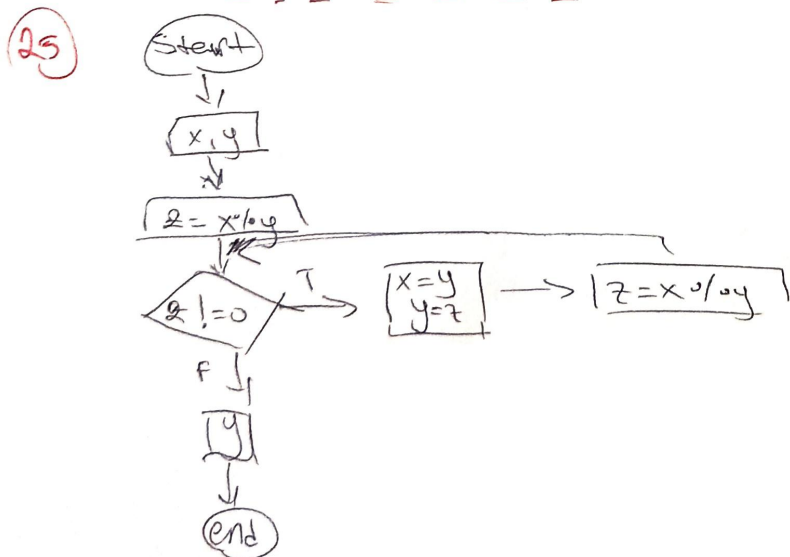 25
Start
x, y
z = x%y
z != 0
T
x=y
y=z
z=x%y
F
y
end